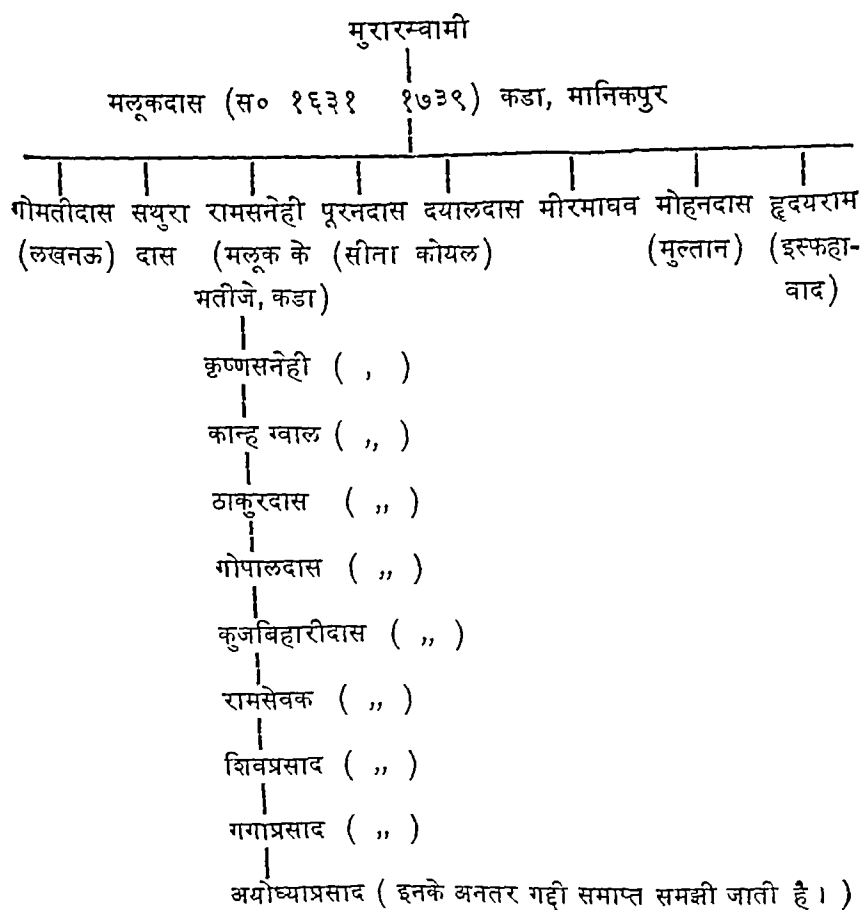 मुरारस्वामी
मलूकदास (स० १६३१ १७३९) कडा, मानिकपुर
गोमतीदास सथुरा रामसनेही पूरनदास दयालदास मीरमाघव मोहनदास हृदयराम
(लखनऊ) दास (मलूक के (सीता कोयल) (मुल्तान) (इस्फहा-
भतीजे, कडा) वाद)
कृष्णसनेही ( , )
कान्ह ग्वाल ( ,, )
ठाकुरदास ( ,, )
गोपालदास ( ,, )
कुजबिहारीदास ( ,, )
रामसेवक ( ,, )
शिवप्रसाद ( ,, )
गगाप्रसाद ( ,, )
अयोध्याप्रसाद ( इनके अनतर गद्दी समाप्त समझी जाती है । )